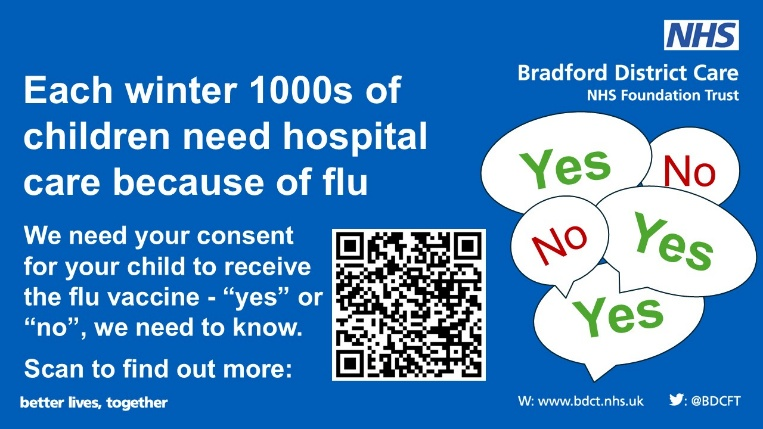 NHS
Bradford District Care
NHS Foundation Trust
Each winter 1000s of
children need hospital
care because of flu
We need your consent
for your child to receive
the flu vaccine - “yes” or
“no”, we need to know.
Scan to find out more:
Yes
No
No
Yes
Yes
better lives, together
W: www.bdct.nhs.uk
: @BDCFT